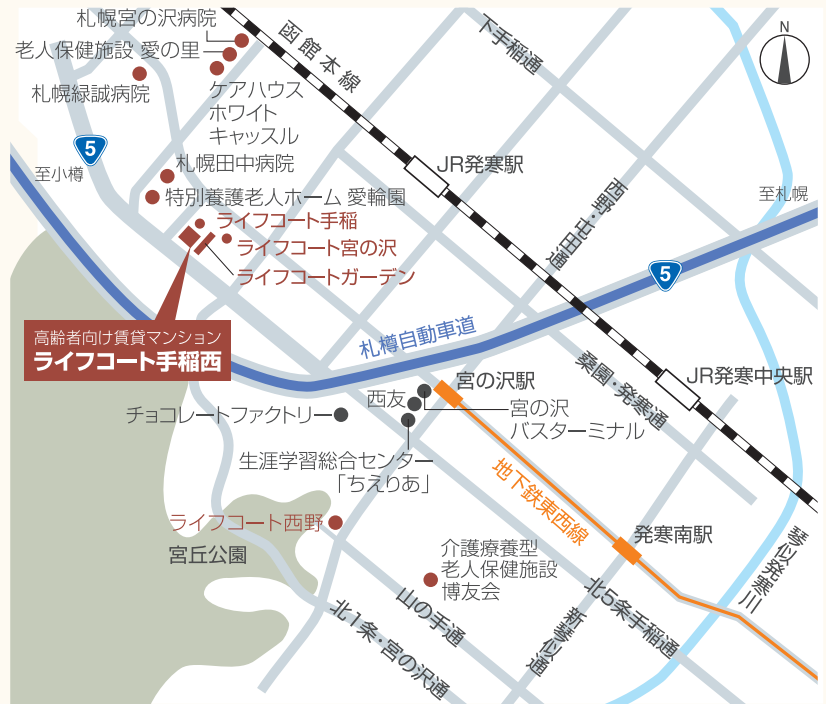 札幌宮の沢病院
老人保健施設 愛の里
札幌緑誠病院
ケアハウス
ホワイト
キャッスル
函館本線
下手稲通
N
5
至小樽
札幌田中病院
特別養護老人ホーム 愛輪園
ライフコート手稲
ライフコート宮の沢
ライフコートガーデン
JR発寒駅
西野・屯田通
至札幌
5
高齢者向け賃貸マンション
ライフコート手稲西
札樽自動車道
桑園・発寒通
JR発寒中央駅
宮の沢駅
西友
宮の沢
バスターミナル
チョコレートファクトリー
生涯学習総合センター
「ちえりあ」
地下鉄東西線
ライフコート西野
宮丘公園
発寒南駅
琴似発寒川
介護療養型
老人保健施設
博友会
山の手通
北1条・宮の沢通
新琴似通
北5条手稲通